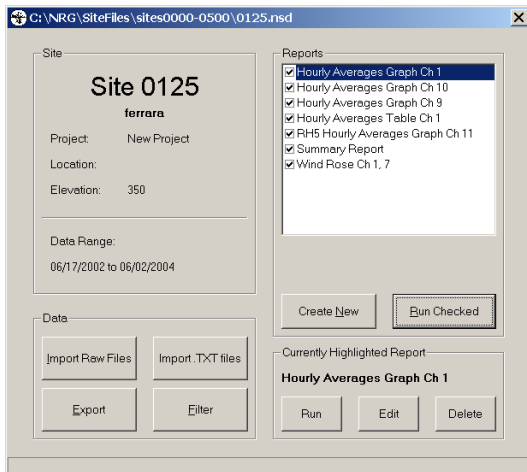 C:\NRG\SiteFiles\sites0000-0500\0125.nsd
Site
Site 0125
ferrara
Project: New Project
Location:
Elevation: 350
Data Range:
06/17/2002 to 06/02/2004
Data
Import Raw Files
Import .TXT files
Export
Filter
Reports
Hourly Averages Graph Ch 1
Hourly Averages Graph Ch 10
Hourly Averages Graph Ch 9
Hourly Averages Table Ch 1
RH5 Hourly Averages Graph Ch 11
Summary Report
Wind Rose Ch 1, 7
Create New
Run Checked
Currently Highlighted Report
Hourly Averages Graph Ch 1
Run
Edit
Delete